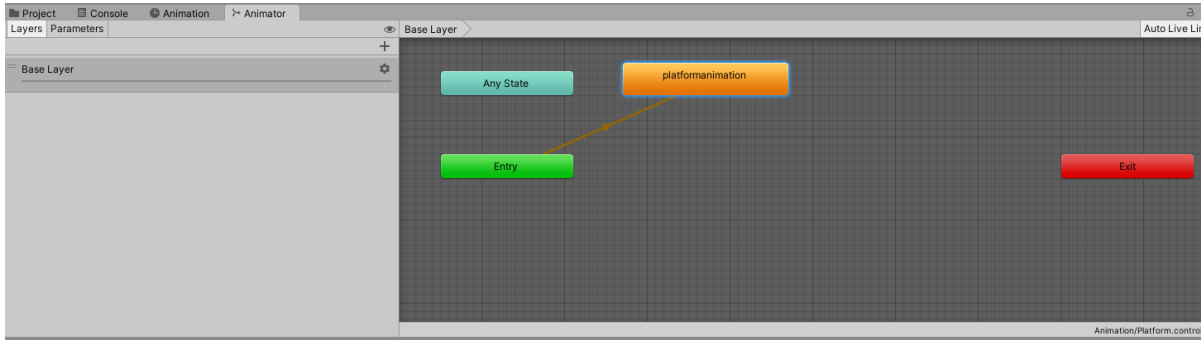 Project Console Animation Animator
Layers Parameters Base Layer Auto Live Lin
Base Layer
platformanimation
Any State
Entry Exit
Animation/Platform.contro